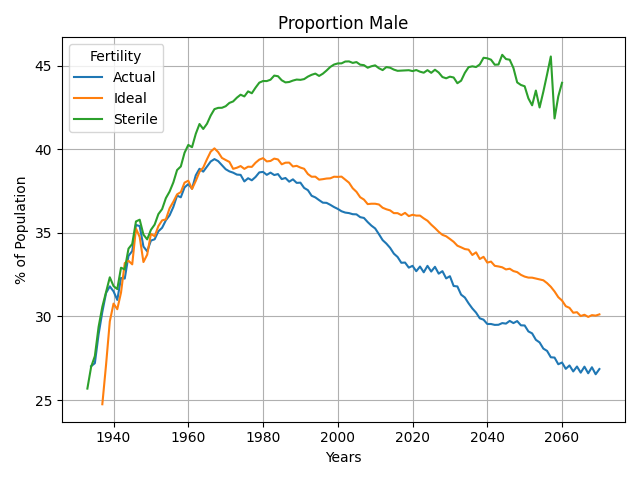 Proportion Male
Fertility
Actual
Ideal
Sterile
% of Population
45
40
35
30
25
1940 1960 1980 2000 2020 2040 2060
Years